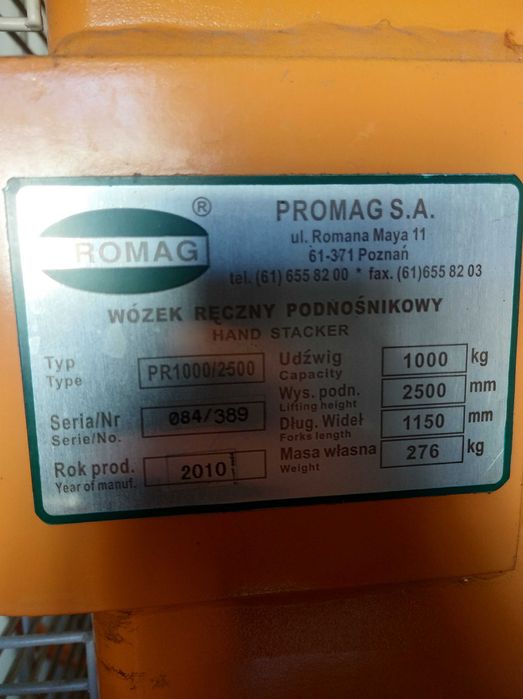 ROMAG ®
PROMAG S.A.
ul. Romana Maya 11
61-371 Poznań
tel. (61) 655 82 00 * fax. (61)655 82 03
WÓZEK RĘCZNY PODNOŚNIKOWY
HAND STACKER
Typ
Type
PR1000/2500
Seria/Nr
Serie/No.
084/389
Rok prod.
Year of manuf.
2010
Udźwig
Capacity
1000 kg
Wys. podn.
Lifting height
2500 mm
Dług. Wideł
Forks length
1150 mm
Masa własna
Weight
276 kg